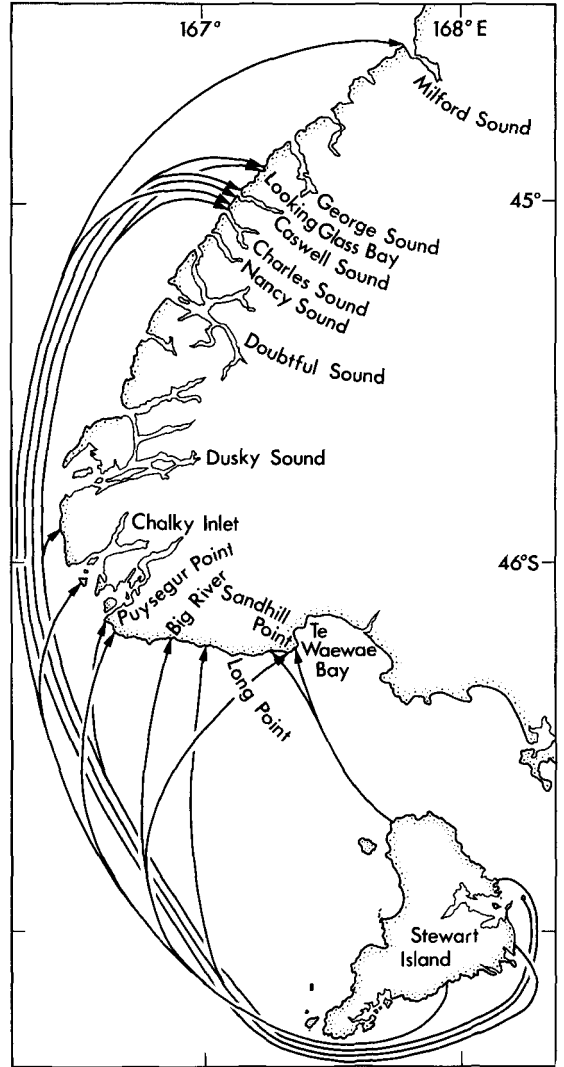 167°
168° E
Milford Sound
45°
George Sound
Looking Glass Bay
Caswell Sound
Charles Sound
Nancy Sound
Doubtful Sound
Dusky Sound
Chalky Inlet
46°S
Puysegur Point
Big River
Sandhill
Point
Te
Waewae
Bay
Long Point
Stewart
Island